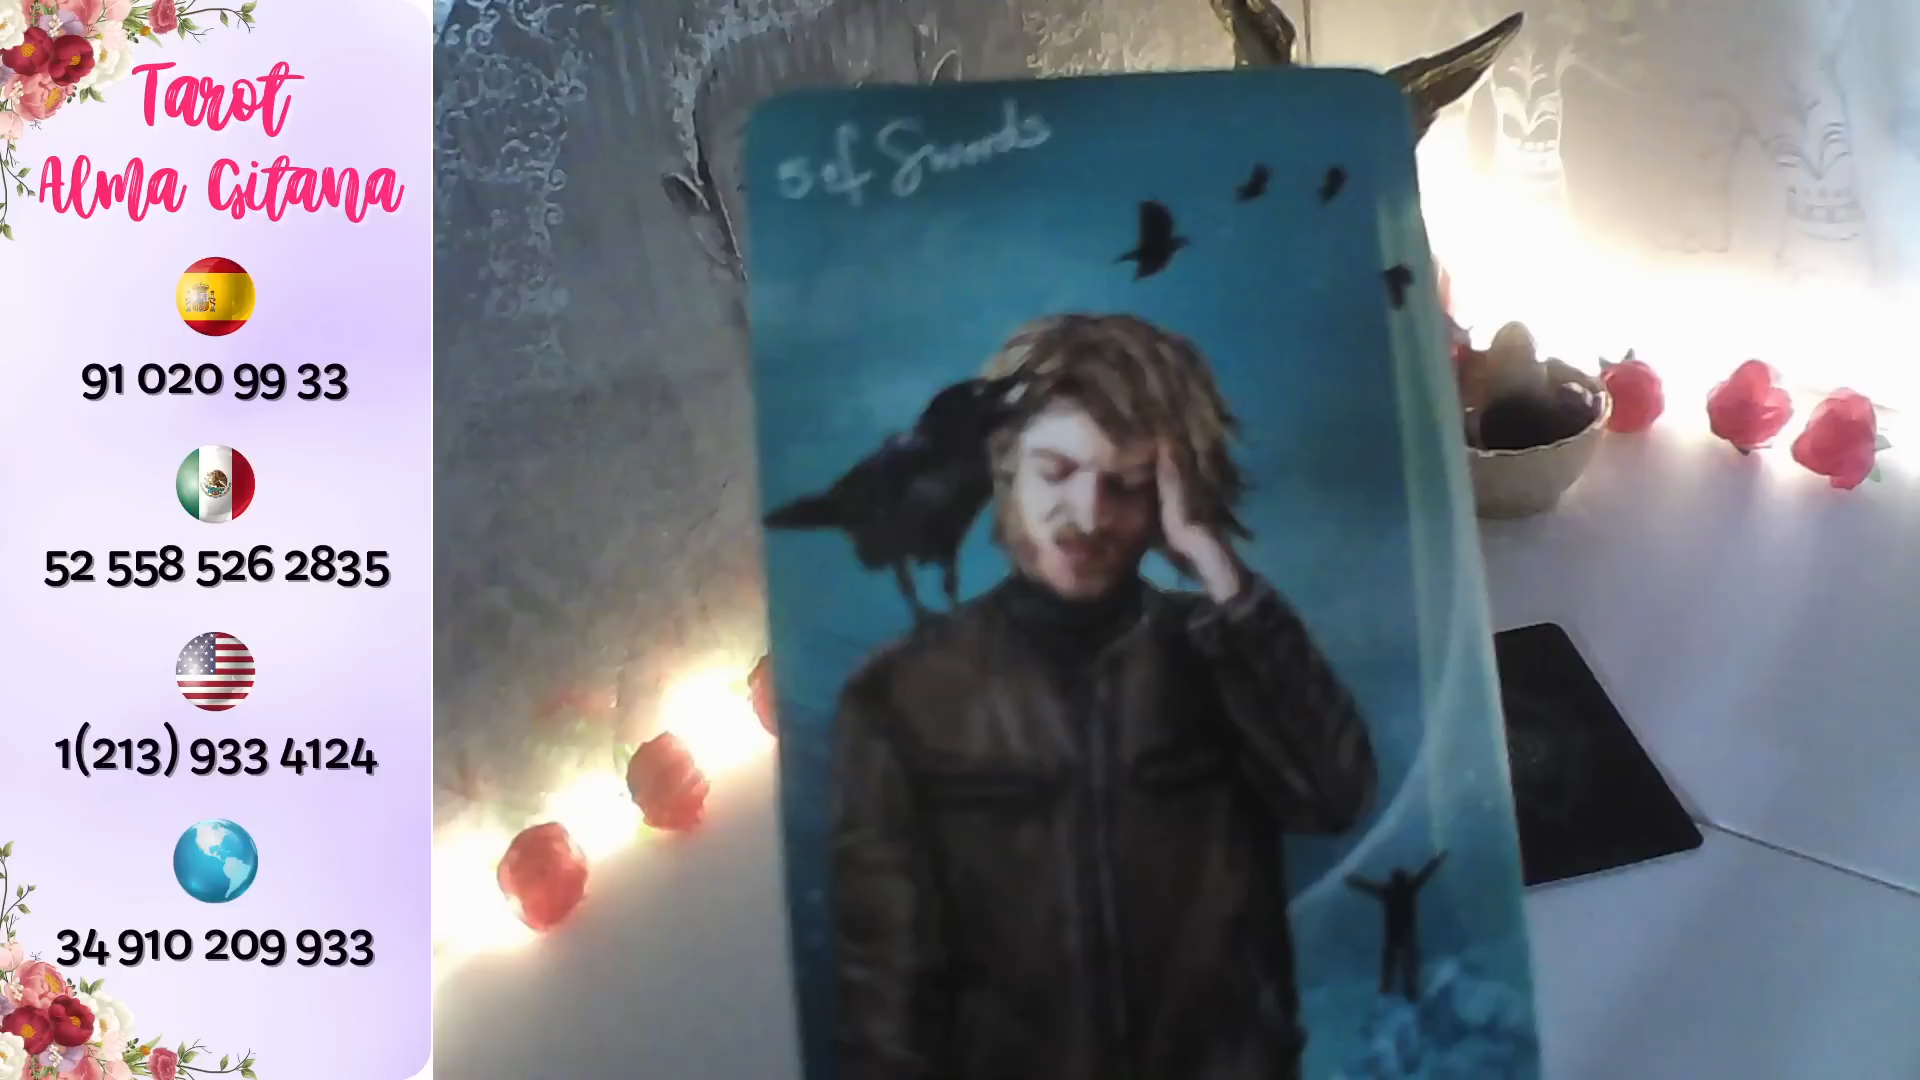 Tarot
Alma Gitana
91 020 99 33
52 558 526 2835
1(213) 933 4124
34 910 209 933
5 of Swords